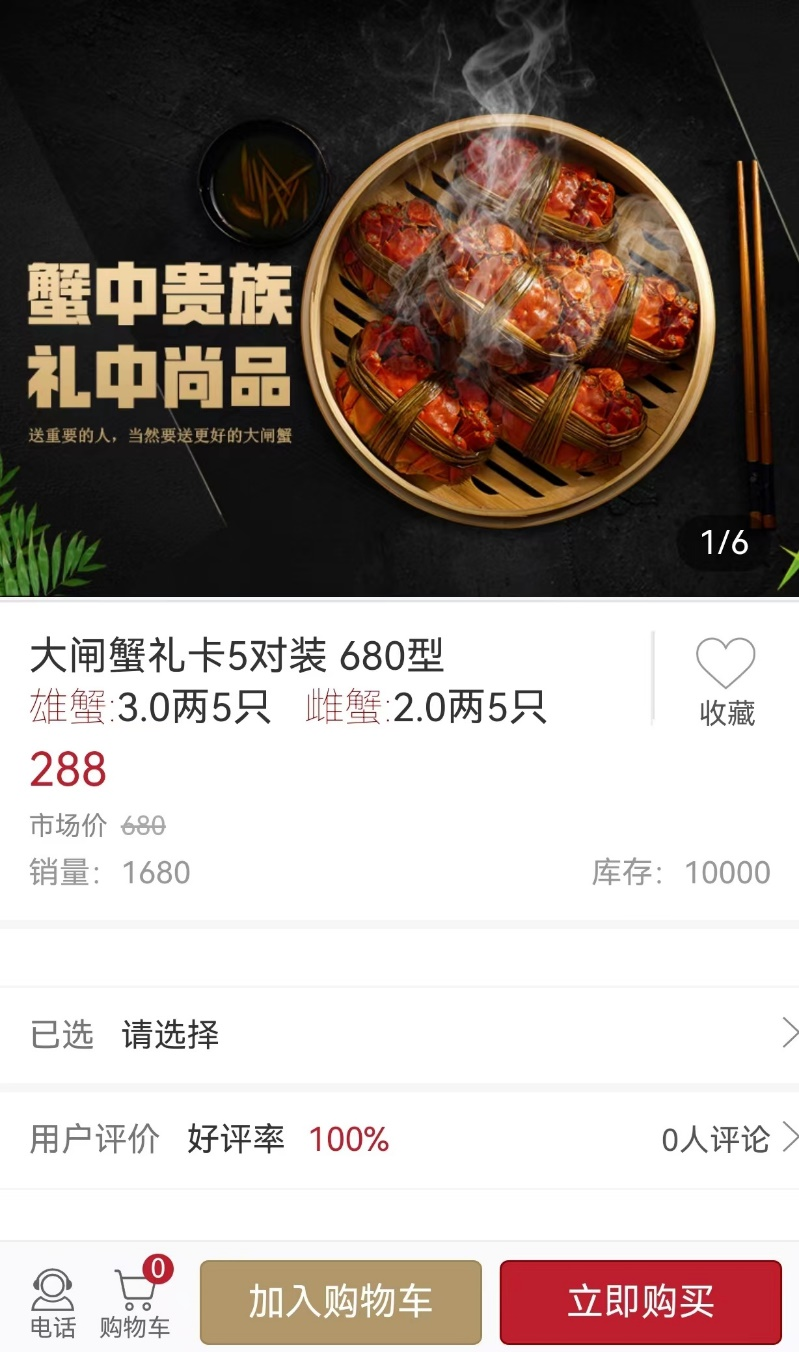 蟹中贵族
礼中尚品
送重要的人，当然要送更好的大闸蟹
1/6
大闸蟹礼卡5对装 680型
雄蟹:3.0两5只 雌蟹:2.0两5只
收藏
288
市场价 680
销量： 1680 库存： 10000
已选 请选择
用户评价 好评率 100% 0人评论
0
电话 购物车 加入购物车 立即购买